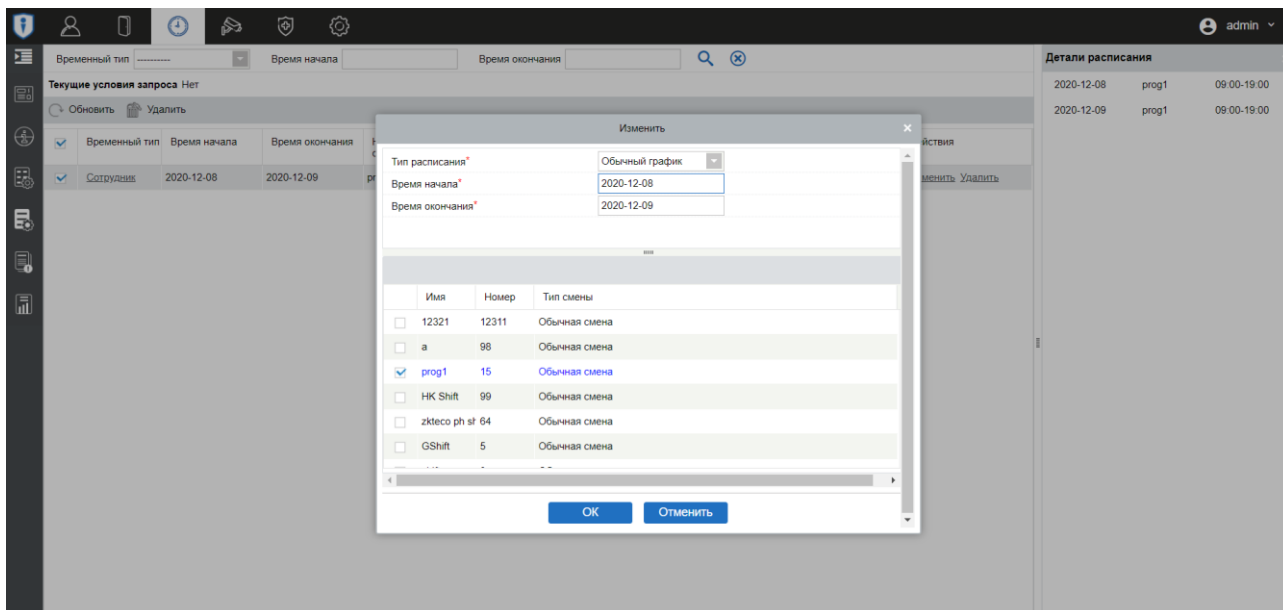 admin
Временный тип ----------
Время начала
Время окончания
Детали расписания
Текущие условия запроса Нет
2020-12-08 prog1 09:00-19:00
Обновить Удалить
2020-12-09 prog1 09:00-19:00
Изменить
Временный тип Время начала Время окончания
Тип расписания* Обычный график
Сотрудник 2020-12-08 2020-12-09
менить Удалить
Время начала* 2020-12-08
Время окончания* 2020-12-09
Имя Номер Тип смены
12321 12311 Обычная смена
a 98 Обычная смена
prog1 15 Обычная смена
HK Shift 99 Обычная смена
zkteco ph sh 64 Обычная смена
GShift 5 Обычная смена
ОК Отменить